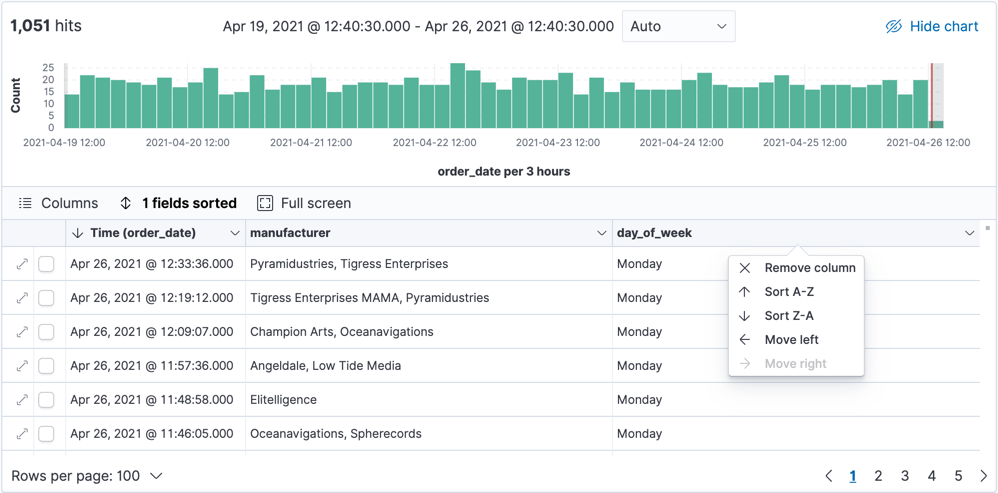 1,051 hits Apr 19, 2021 @ 12:40:30.000 - Apr 26, 2021 @ 12:40:30.000 Auto Hide chart
Count
25
20
15
10
5
0
2021-04-19 12:00 2021-04-20 12:00 2021-04-21 12:00 2021-04-22 12:00 2021-04-23 12:00 2021-04-24 12:00 2021-04-25 12:00 2021-04-26 12:00
order_date per 3 hours
Columns 1 fields sorted Full screen
Time (order_date) manufacturer day_of_week
Apr 26, 2021 @ 12:33:36.000 Pyramidustries, Tigress Enterprises Monday
Apr 26, 2021 @ 12:19:12.000 Tigress Enterprises MAMA, Pyramidustries Monday
Apr 26, 2021 @ 12:09:07.000 Champion Arts, Oceanavigations Monday
Apr 26, 2021 @ 11:57:36.000 Angeldale, Low Tide Media Monday
Apr 26, 2021 @ 11:48:58.000 Elitelligence Monday
Apr 26, 2021 @ 11:46:05.000 Oceanavigations, Spherecords Monday
Remove column
Sort A-Z
Sort Z-A
Move left
Move right
Rows per page: 100 1 2 3 4 5